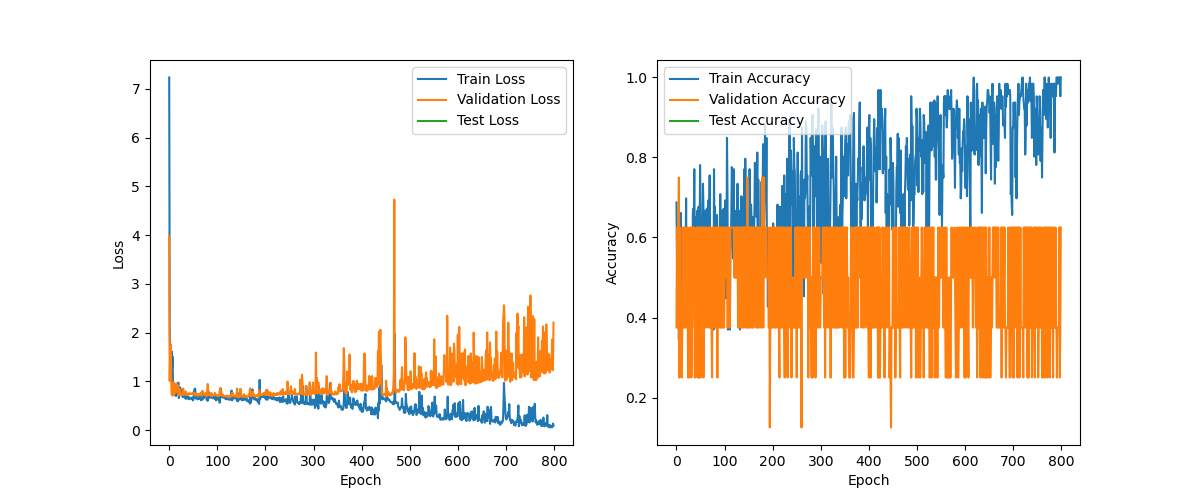 Train Loss
Validation Loss
Test Loss
7
6
5
4
3
2
1
0
Loss
0 100 200 300 400 500 600 700 800
Epoch
Train Accuracy
Validation Accuracy
Test Accuracy
1.0
0.8
0.6
0.4
0.2
Accuracy
0 100 200 300 400 500 600 700 800
Epoch